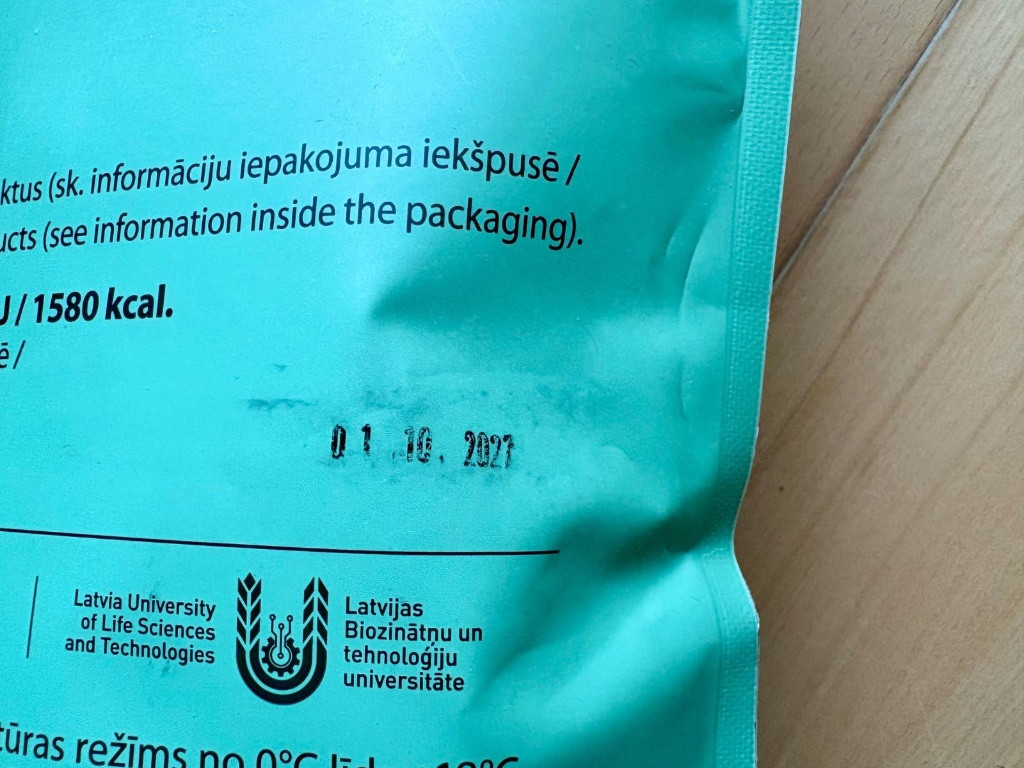 ktus (sk. informāciju iepakojuma iekšpusē /
ucts (see information inside the packaging).
J / 1580 kcal.
ē /
01.10.2027
Latvia University
of Life Sciences
and Technologies
Latvijas
Biozinātņu un
tehnoloģiju
universitāte
tūras režīms no 0°C līdz